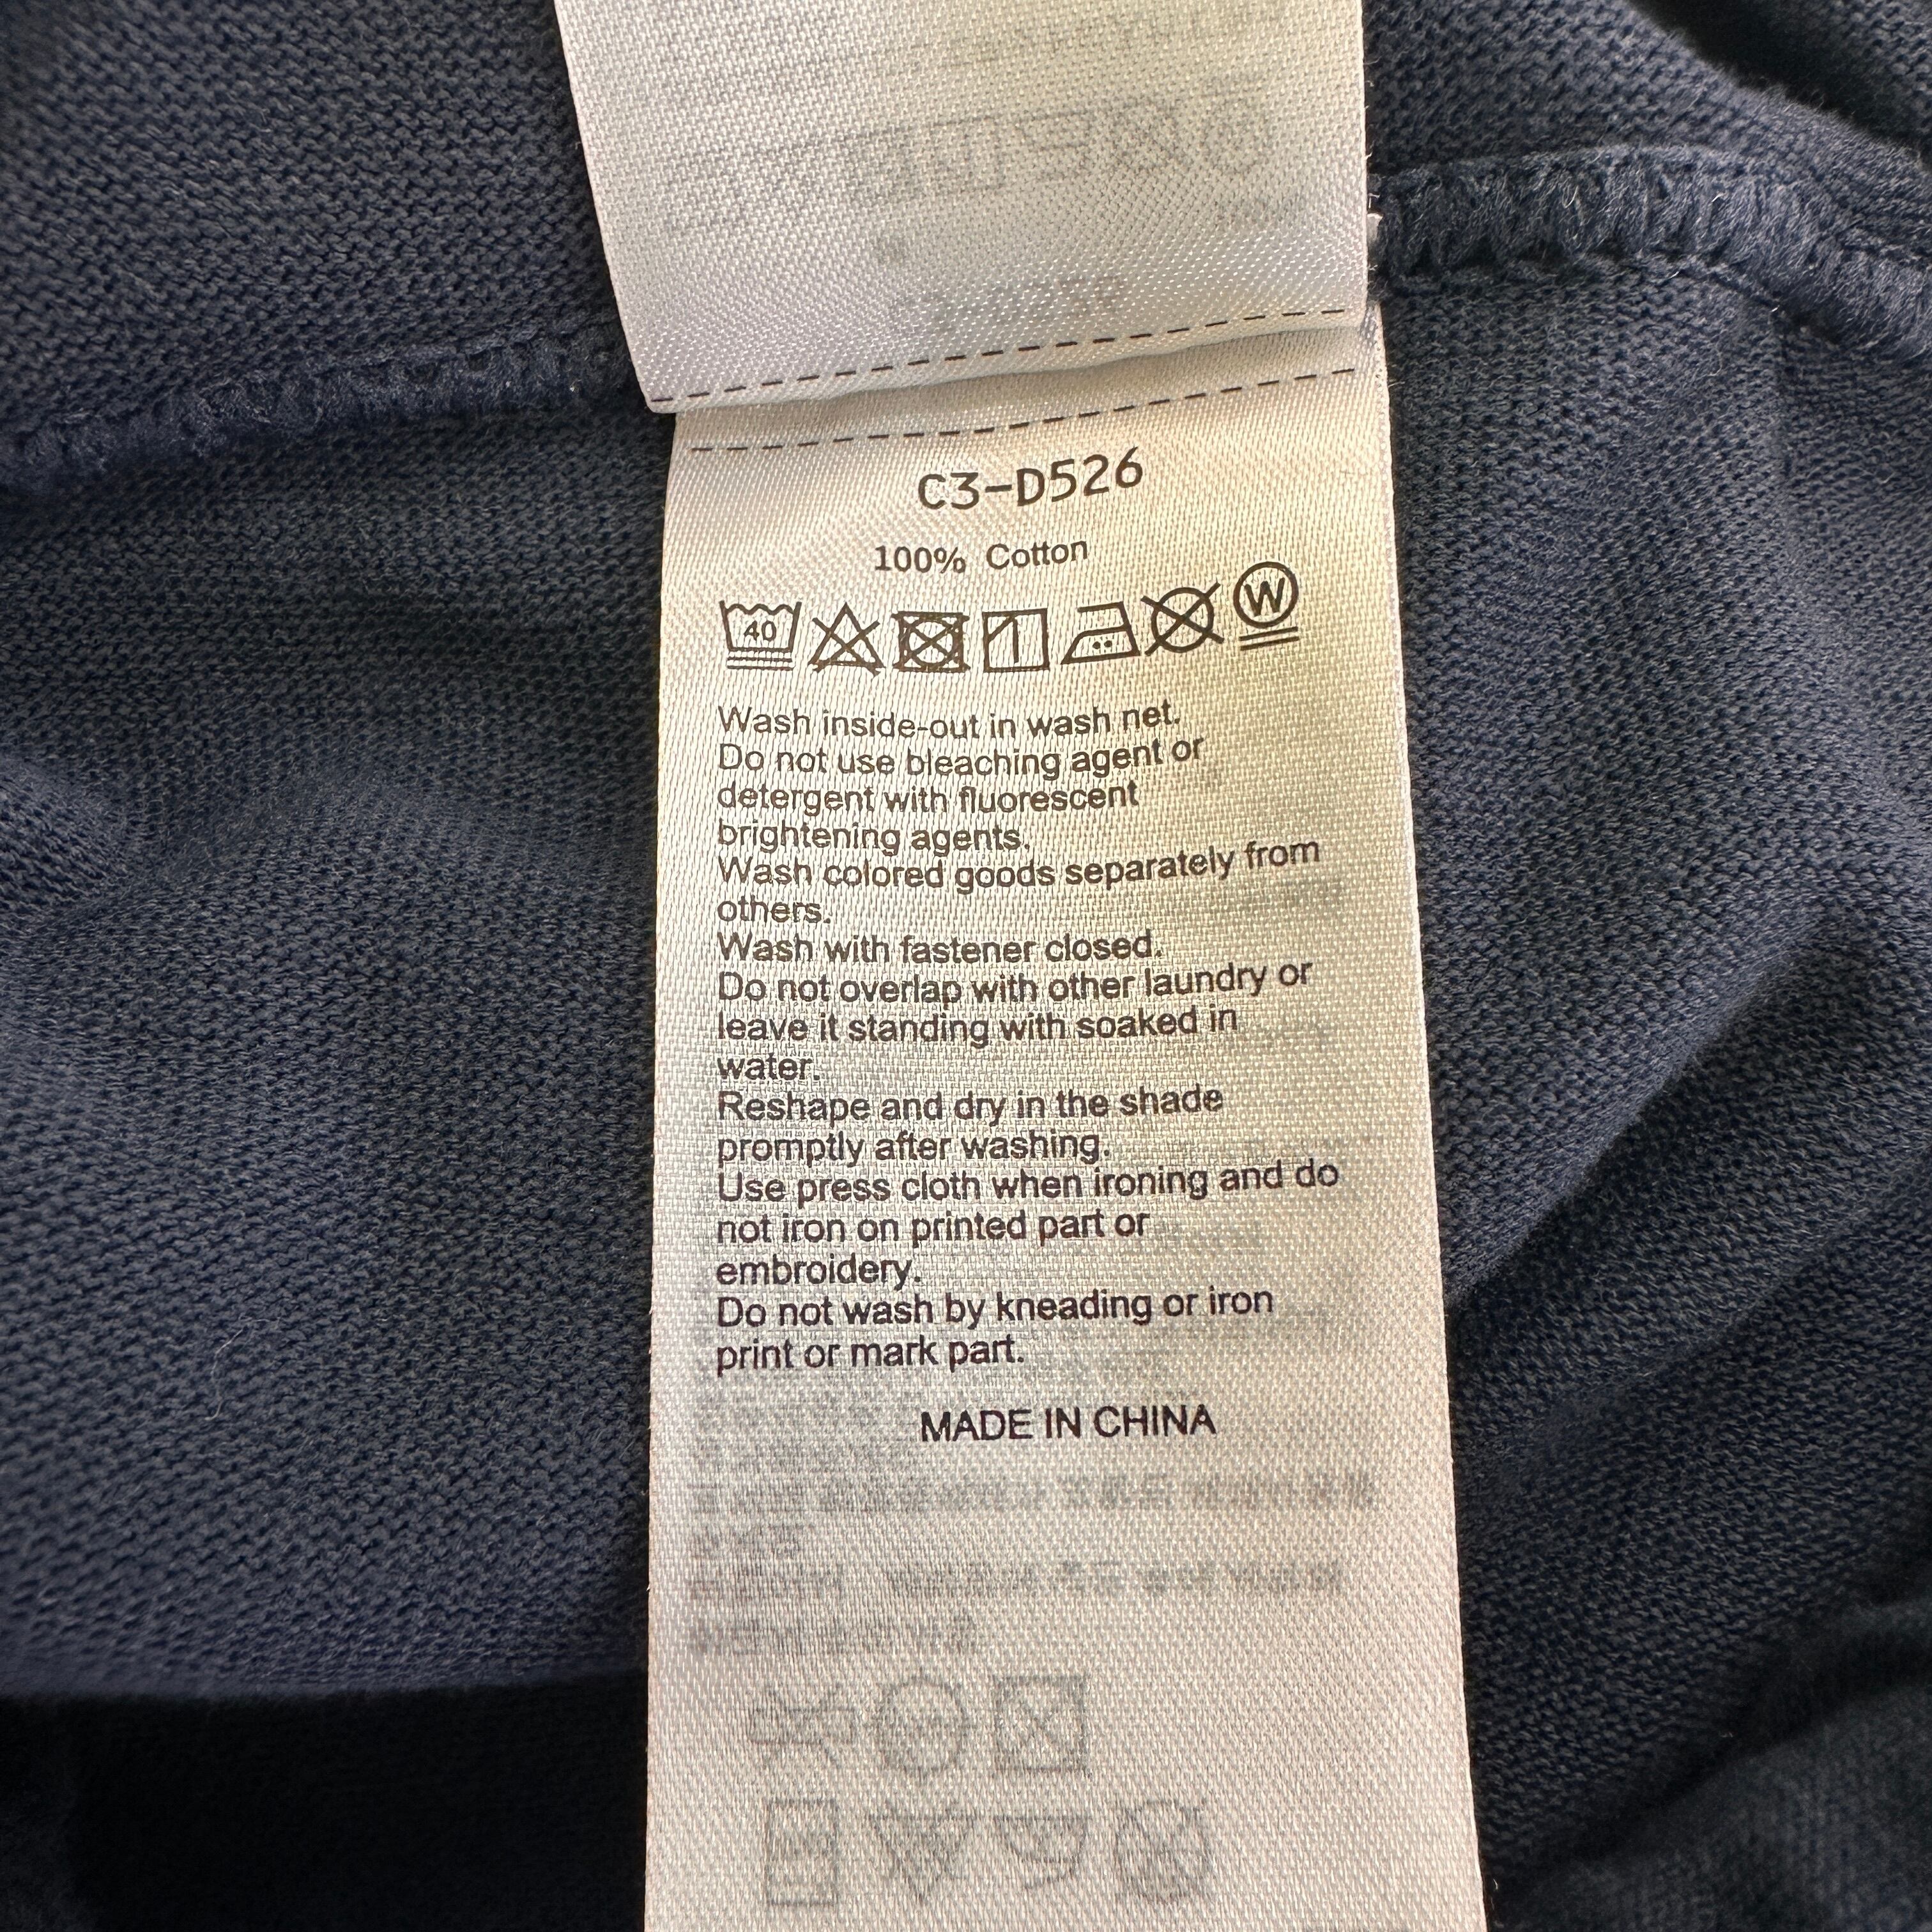 C3-D526
100% Cotton
40 W
Wash inside-out in wash net.
Do not use bleaching agent or
detergent with fluorescent
brightening agents.
Wash colored goods separately from
others.
Wash with fastener closed.
Do not overlap with other laundry or
leave it standing with soaked in
water.
Reshape and dry in the shade
promptly after washing.
Use press cloth when ironing and do
not iron on printed part or
embroidery.
Do not wash by kneading or iron
print or mark part.
MADE IN CHINA